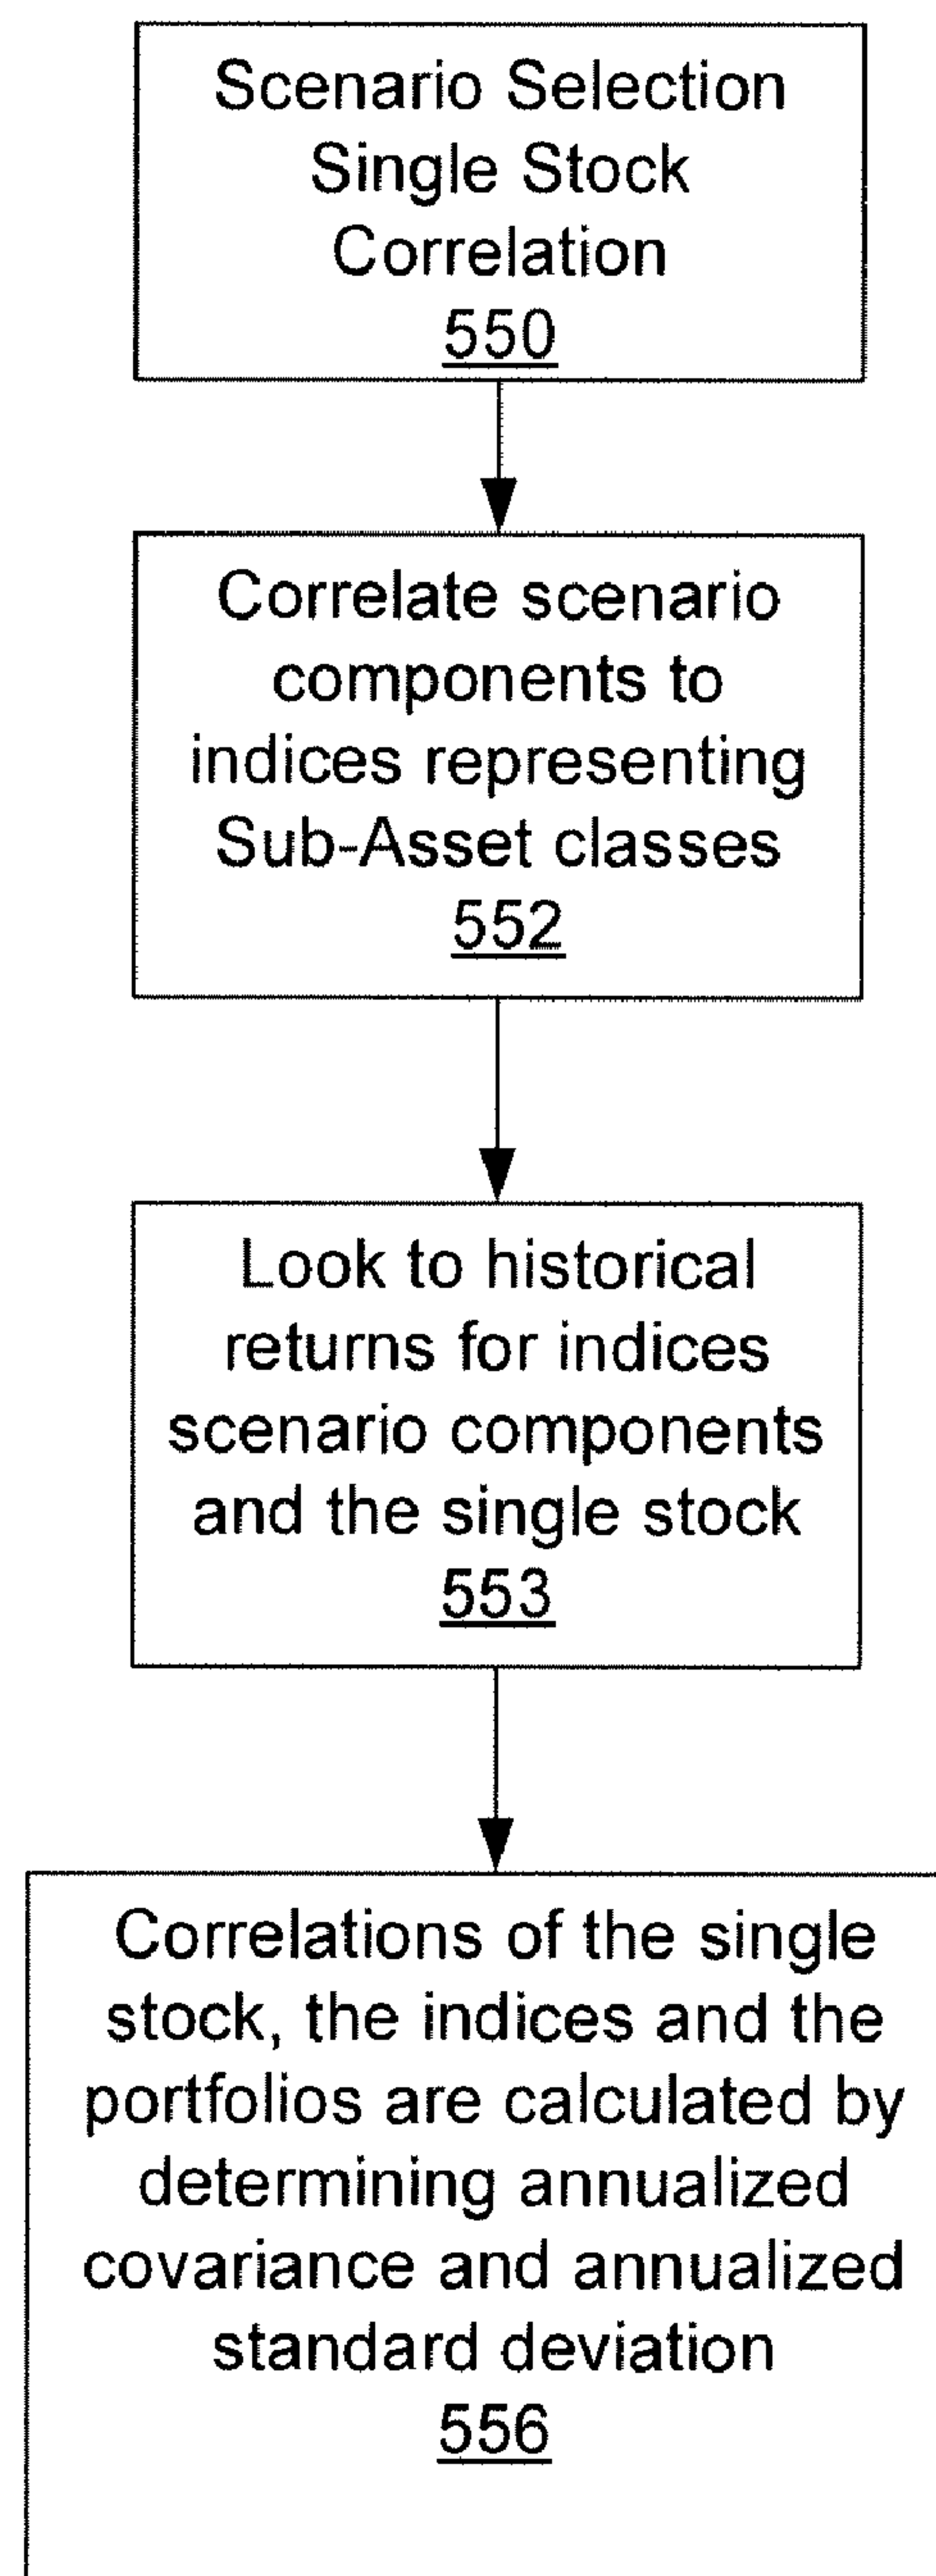 Scenario Selection
Single Stock
Correlation
550
Correlate scenario
components to
indices representing
Sub-Asset classes
552
Look to historical
returns for indices
scenario components
and the single stock
553
Correlations of the single
stock, the indices and the
portfolios are calculated by
determining annualized
covariance and annualized
standard deviation
556